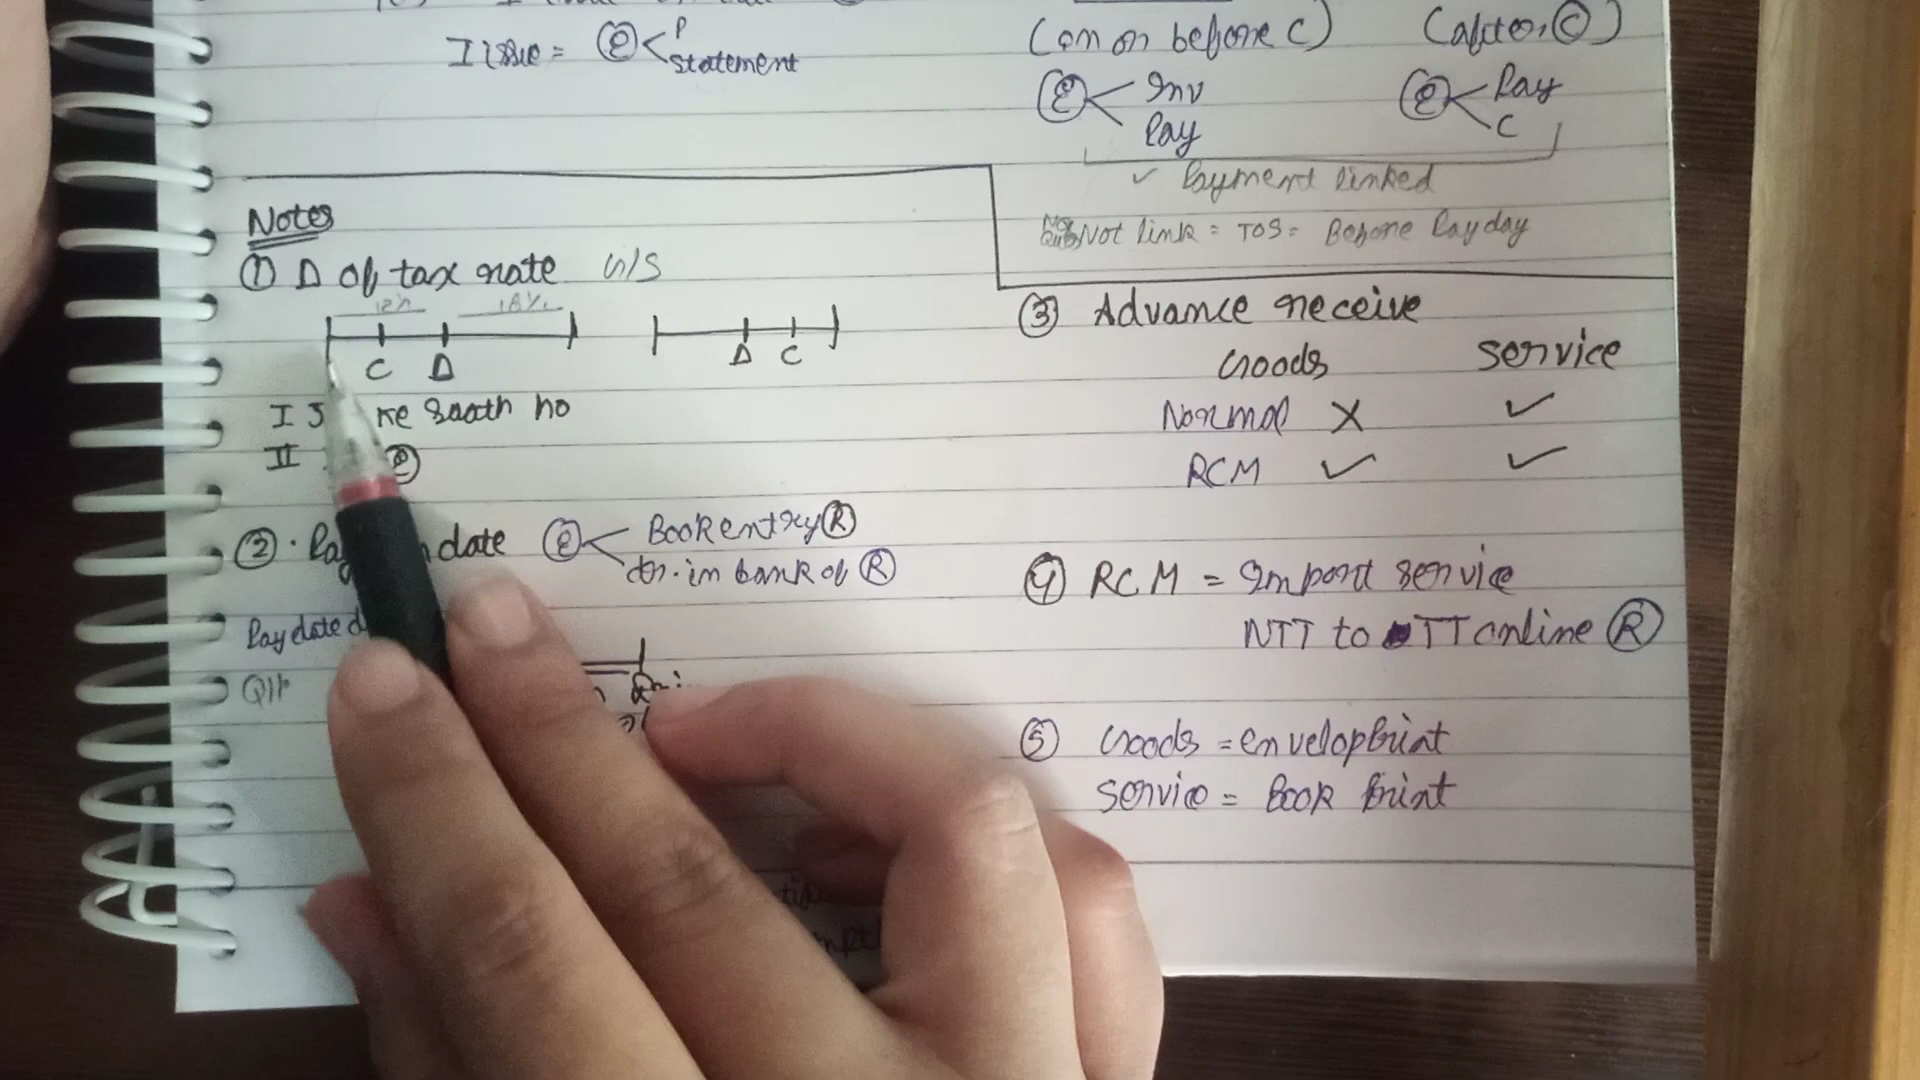 Issue = Ⓔ < P
statement
(on or before C)
(after Ⓒ)
Ⓔ < Inv
Pay
Ⓔ < Pay
C
✓ Payment linked
Not link = TOS = Before Pay day
Notes
① Δ of tax rate G/S
12% 18%
C Δ
Δ C
I ke saath ho
II Ⓔ
② · date Ⓔ < Book entry Ⓡ
dr. in bank of Ⓡ
Pay date
③ Advance receive
Goods Service
Normal X ✓
RCM ✓ ✓
④ RCM = Import service
NTT to TT online Ⓡ
⑤ Goods = envelop print
Service = Book print